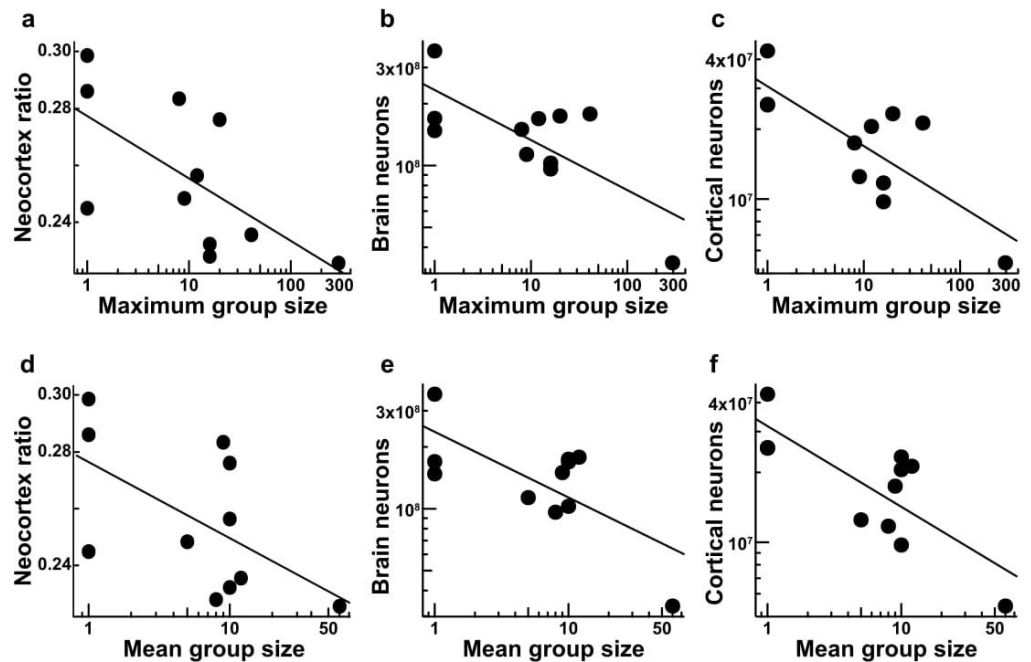 a
b
c
Neocortex ratio
0.30
0.28
0.24
1
10
100
300
Maximum group size
Brain neurons
3x10⁸
10⁸
1
10
100
300
Maximum group size
Cortical neurons
4x10⁷
10⁷
1
10
100
300
Maximum group size
d
e
f
Neocortex ratio
0.30
0.28
0.24
1
10
50
Mean group size
Brain neurons
3x10⁸
10⁸
1
10
50
Mean group size
Cortical neurons
4x10⁷
10⁷
1
10
50
Mean group size